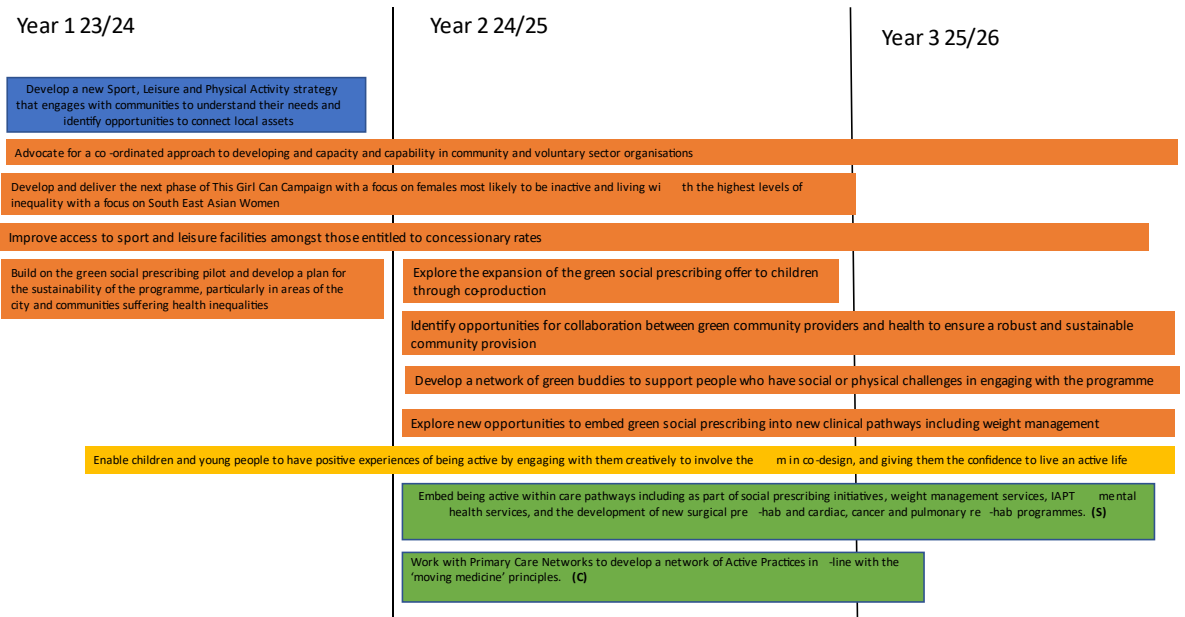 Year 1 23/24
Year 2 24/25
Year 3 25/26
Develop a new Sport, Leisure and Physical Activity strategy
that engages with communities to understand their needs and
identify opportunities to connect local assets
Advocate for a co -ordinated approach to developing and capacity and capability in community and voluntary sector organisations
Develop and deliver the next phase of This Girl Can Campaign with a focus on females most likely to be inactive and living wi th the highest levels of
inequality with a focus on South East Asian Women
Improve access to sport and leisure facilities amongst those entitled to concessionary rates
Build on the green social prescribing pilot and develop a plan for
the sustainability of the programme, particularly in areas of the
city and communities suffering health inequalities
Explore the expansion of the green social prescribing offer to children
through co-production
Identify opportunities for collaboration between green community providers and health to ensure a robust and sustainable
community provision
Develop a network of green buddies to support people who have social or physical challenges in engaging with the programme
Explore new opportunities to embed green social prescribing into new clinical pathways including weight management
Enable children and young people to have positive experiences of being active by engaging with them creatively to involve the m in co-design, and giving them the confidence to live an active life
Embed being active within care pathways including as part of social prescribing initiatives, weight management services, IAPT mental
health services, and the development of new surgical pre -hab and cardiac, cancer and pulmonary re -hab programmes. (S)
Work with Primary Care Networks to develop a network of Active Practices in -line with the
‘moving medicine’ principles. (C)